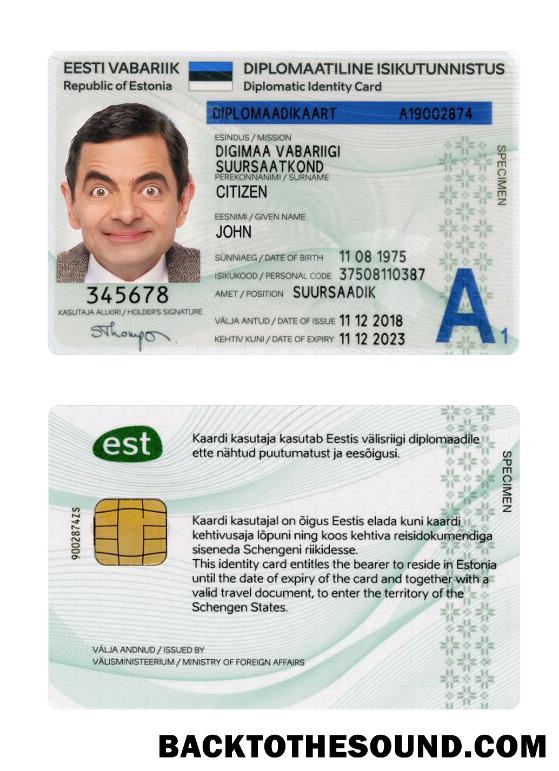 EESTI VABARIIK
Republic of Estonia
DIPLOMAATILINE ISIKUTUNNISTUS
Diplomatic Identity Card
DIPLOMAADIKAART A19002874
ESINDUS / MISSION
DIGIMAA VABARIIGI
SUURSAATKOND
PEREKONNANIMI / SURNAME
CITIZEN
EESNIMI / GIVEN NAME
JOHN
SÜNNIAEG / DATE OF BIRTH 11 08 1975
ISIKUKOOD / PERSONAL CODE 37508110387
AMET / POSITION SUURSAADIK
VÄLJA ANTUD / DATE OF ISSUE 11 12 2018
KEHTIV KUNI / DATE OF EXPIRY 11 12 2023
345678
KASUTAJA ALLKIRI / HOLDER'S SIGNATURE
SPECIMEN
A1
est
Kaardi kasutaja kasutab Eestis välisriigi diplomaadile
ette nähtud puutumatust ja eesõigusi.
SPECIMEN
9002874ZS
Kaardi kasutajal on õigus Eestis elada kuni kaardi
kehtivusaja lõpuni ning koos kehtiva reisidokumendiga
siseneda Schengeni riikidesse.
This identity card entitles the bearer to reside in Estonia
until the date of expiry of the card and together with a
valid travel document, to enter the territory of the
Schengen States.
VÄLJA ANDNUD / ISSUED BY
VÄLISMINISTEERIUM / MINISTRY OF FOREIGN AFFAIRS
BACKTOTHESOUND.COM